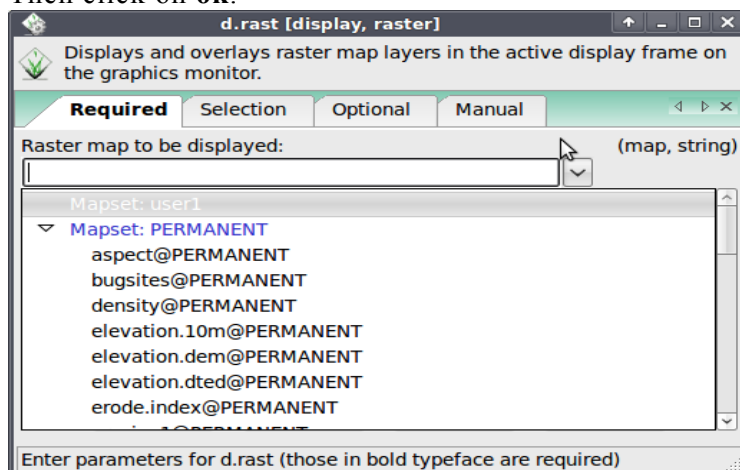 Then click on ok.
d.rast [display, raster]
Displays and overlays raster map layers in the active display frame on
the graphics monitor.
Required Selection Optional Manual
Raster map to be displayed: (map, string)
Mapset: user1
Mapset: PERMANENT
aspect@PERMANENT
bugsites@PERMANENT
density@PERMANENT
elevation.10m@PERMANENT
elevation.dem@PERMANENT
elevation.dted@PERMANENT
erode.index@PERMANENT
Enter parameters for d.rast (those in bold typeface are required)